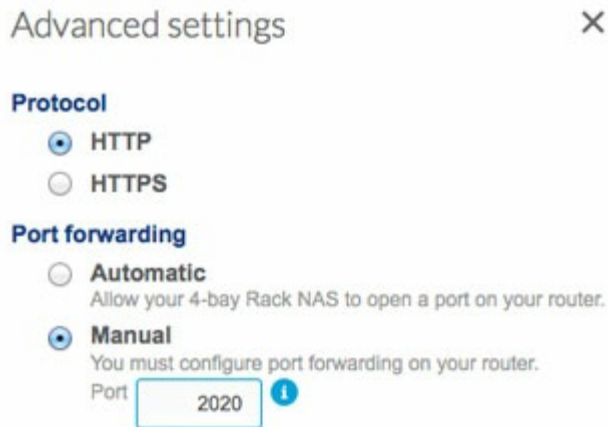 Advanced settings
Protocol
HTTP
HTTPS
Port forwarding
Automatic
Allow your 4-bay Rack NAS to open a port on your router.
Manual
You must configure port forwarding on your router.
Port 2020